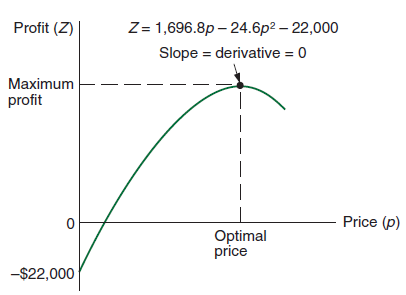 Profit (Z)
Z = 1,696.8p – 24.6p² – 22,000
Slope = derivative = 0
Maximum
profit
0
Price (p)
Optimal
price
–$22,000